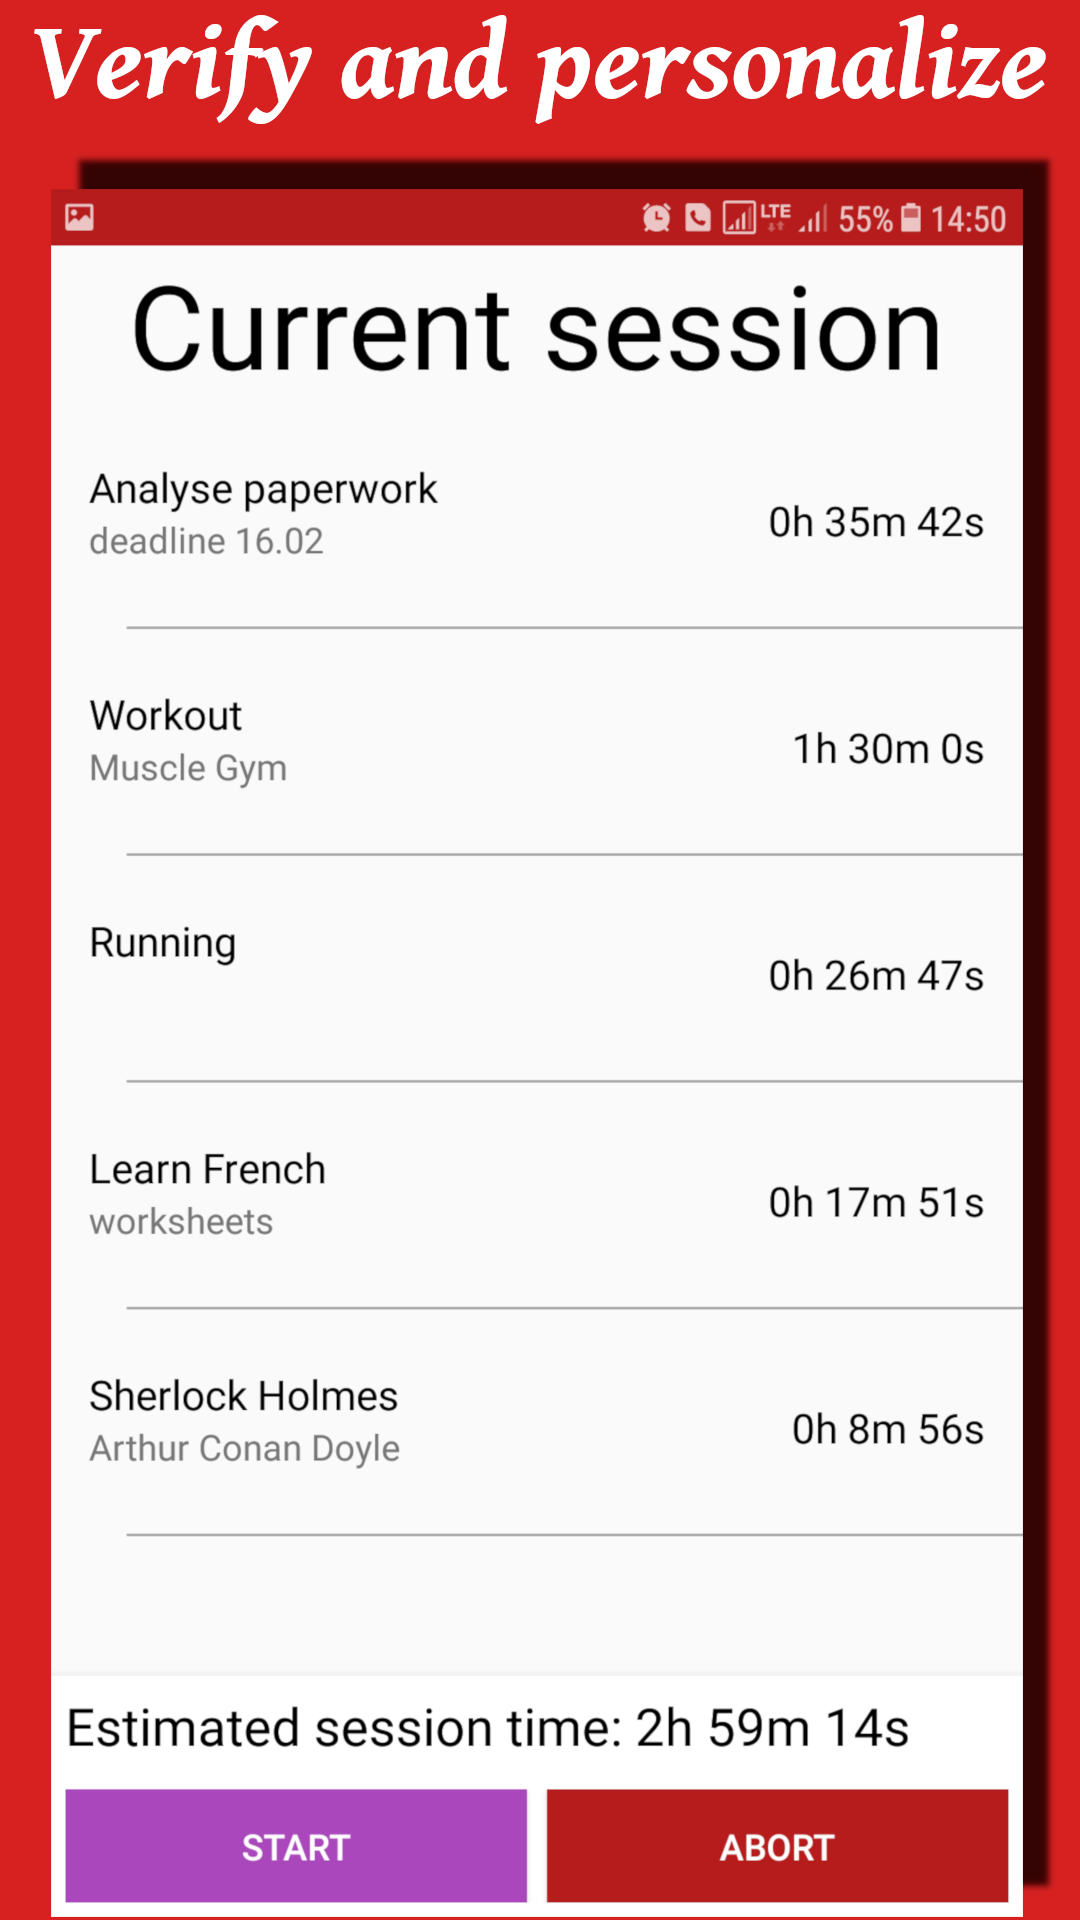 Verify and personalize
LTE 55% 14:50
Current session
Analyse paperwork
deadline 16.02
0h 35m 42s
Workout
Muscle Gym
1h 30m 0s
Running
0h 26m 47s
Learn French
worksheets
0h 17m 51s
Sherlock Holmes
Arthur Conan Doyle
0h 8m 56s
Estimated session time: 2h 59m 14s
START
ABORT